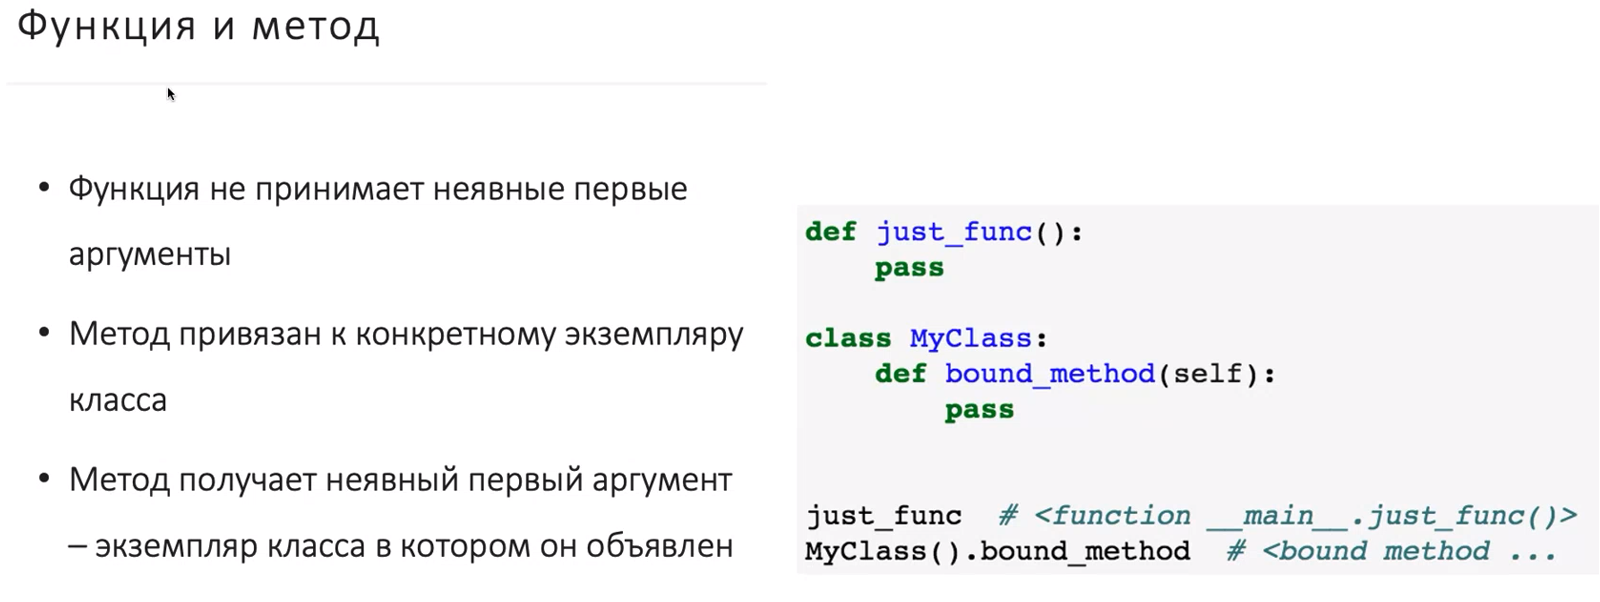 Функция и метод
• Функция не принимает неявные первые
аргументы
• Метод привязан к конкретному экземпляру
класса
• Метод получает неявный первый аргумент
– экземпляр класса в котором он объявлен
def just_func():
    pass
class MyClass:
    def bound_method(self):
        pass
just_func  # <function __main__.just_func()>
MyClass().bound_method  # <bound method ...